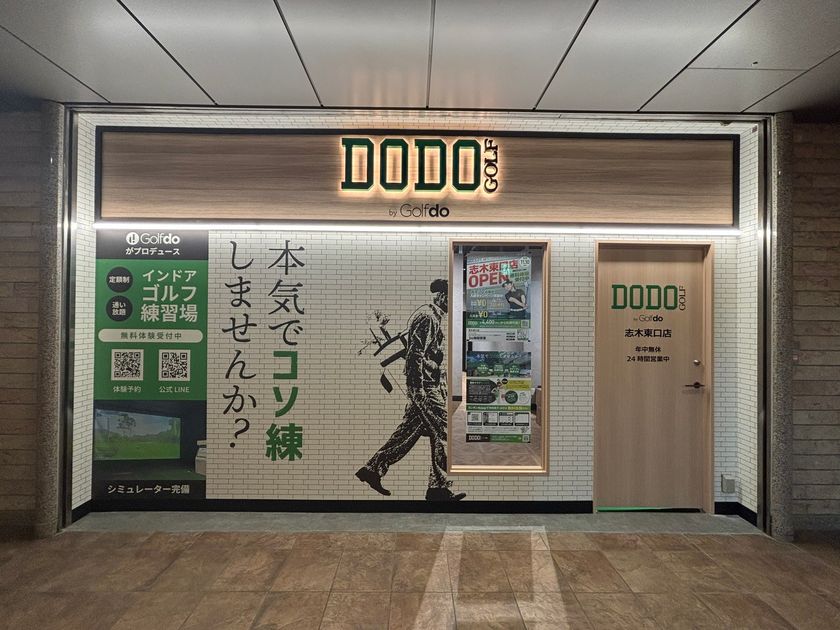 DODO GOLF
by Golfdo
Golfdo
がプロデュース
定額制
通い
放題
インドア
ゴルフ
練習場
無料体験受付中
体験予約
公式LINE
シミュレーター完備
本気でコソ練
しませんか?
志木東口店
OPEN
¥0
¥0
DODO GOLF
by Golfdo
志木東口店
年中無休
24時間営業中